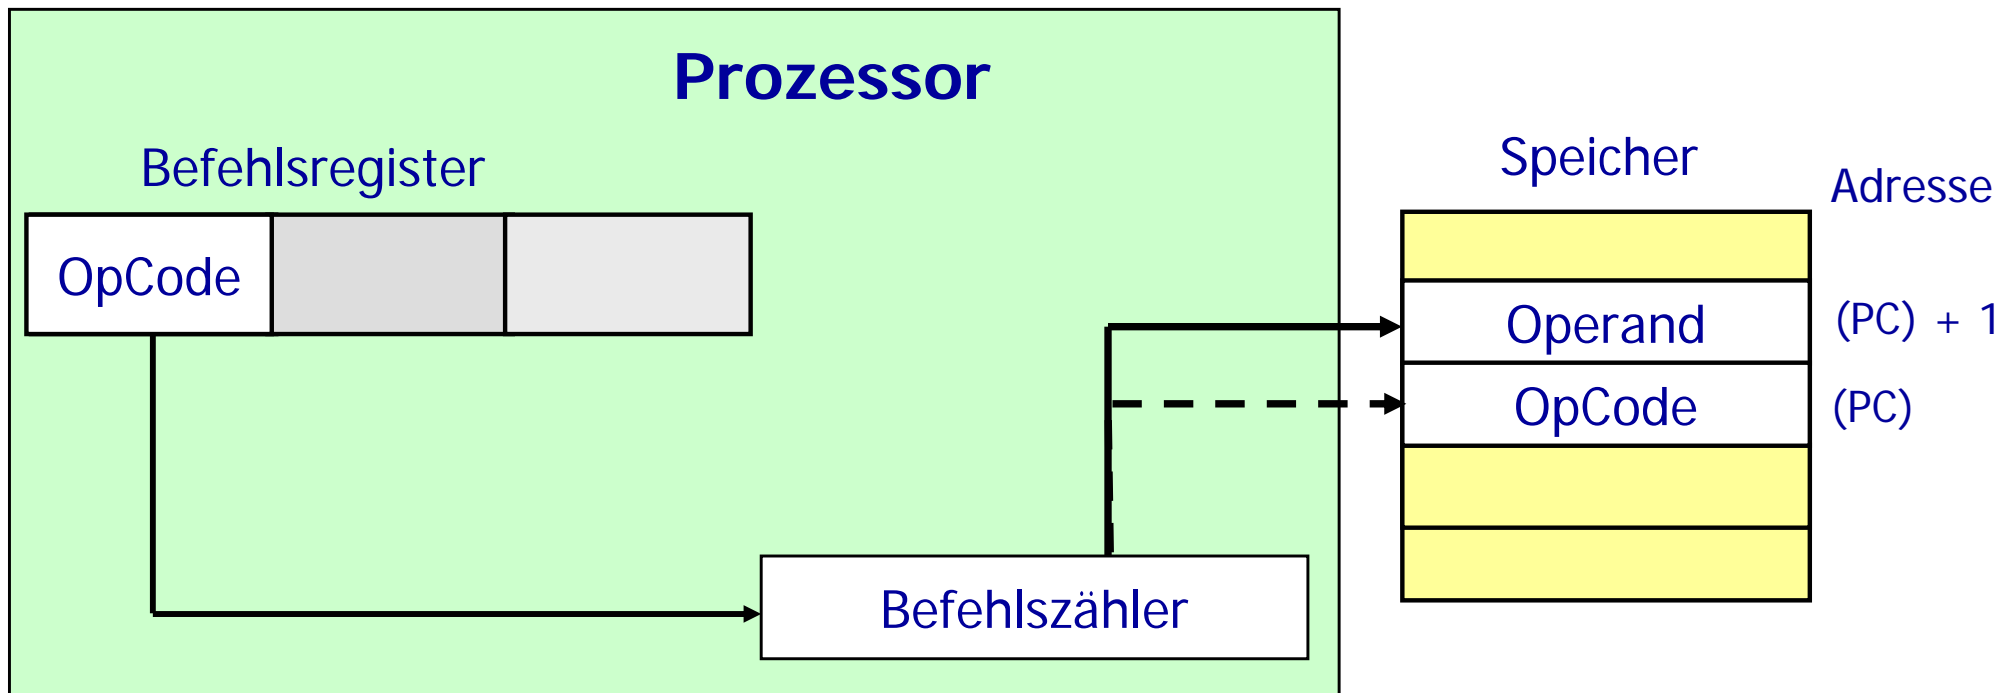 Prozessor
Befehlsregister
OpCode
Befehlszähler
Speicher
Adresse
Operand
(PC) + 1
OpCode
(PC)